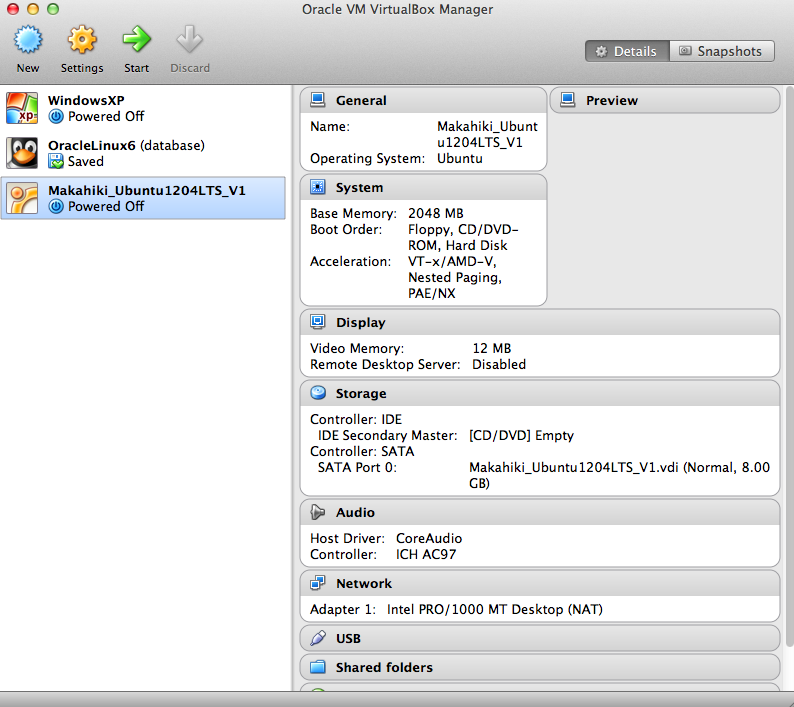 Oracle VM VirtualBox Manager
New
Settings
Start
Discard
Details
Snapshots
WindowsXP
Powered Off
OracleLinux6 (database)
Saved
Makahiki_Ubuntu1204LTS_V1
Powered Off
General
Name: Makahiki_Ubunt
u1204LTS_V1
Operating System: Ubuntu
Preview
System
Base Memory: 2048 MB
Boot Order: Floppy, CD/DVD-
ROM, Hard Disk
Acceleration: VT-x/AMD-V,
Nested Paging,
PAE/NX
Display
Video Memory: 12 MB
Remote Desktop Server: Disabled
Storage
Controller: IDE
IDE Secondary Master: [CD/DVD] Empty
Controller: SATA
SATA Port 0: Makahiki_Ubuntu1204LTS_V1.vdi (Normal, 8.00
GB)
Audio
Host Driver: CoreAudio
Controller: ICH AC97
Network
Adapter 1: Intel PRO/1000 MT Desktop (NAT)
USB
Shared folders